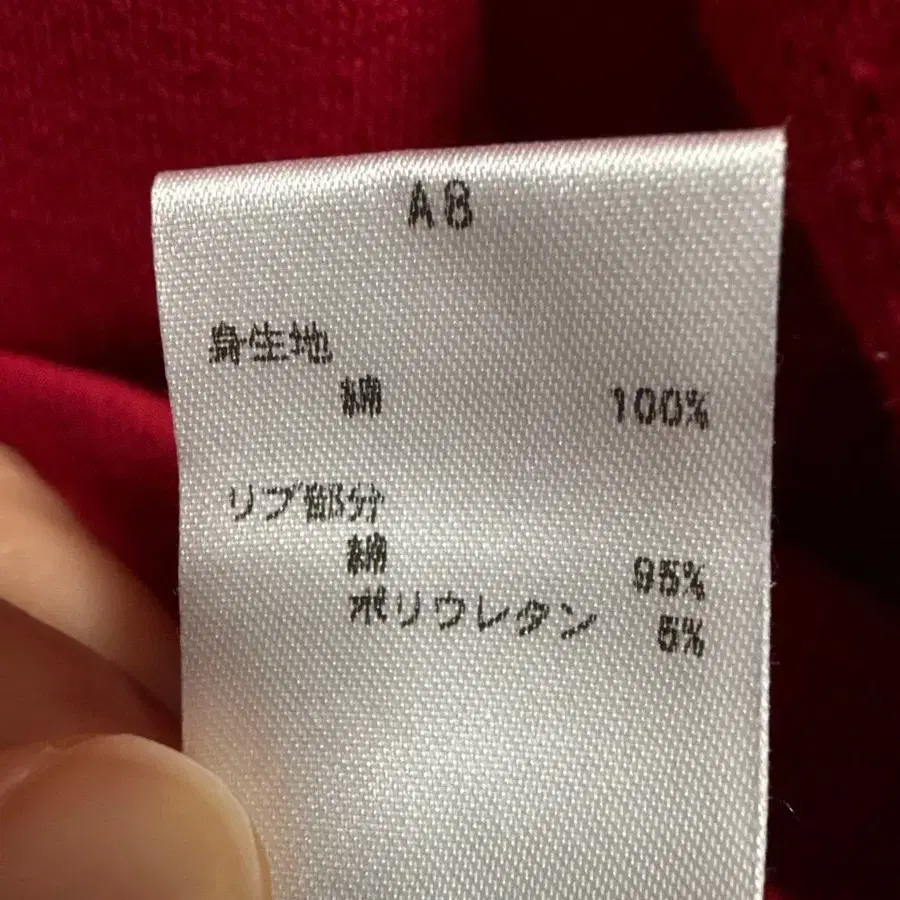 A8
身生地
綿 100%
リブ部分
綿 95%
ポリウレタン 5%